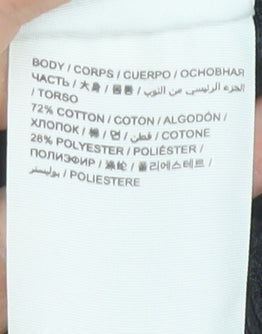 BODY / CORPS / CUERPO / ОСНОВНАЯ
ЧАСТЬ / 大身 / 몸통 / الجزء الرئيسي من الثوب
/ TORSO
72% COTTON / COTON / ALGODÓN /
ХЛОПОК / 棉 / 면 / قطن / COTONE
28% POLYESTER / POLIÉSTER /
ПОЛИЭФИР / 涤纶 / 폴리에스테르 /
بوليستر / POLIESTERE